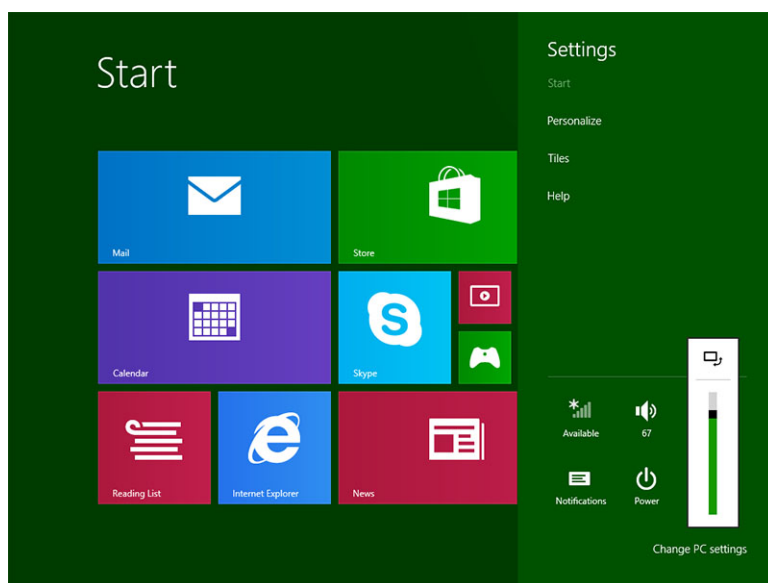 Start
Mail
Store
Calendar
Skype
Reading List
Internet Explorer
News
Settings
Start
Personalize
Tiles
Help
Available
67
Notifications
Power
Change PC settings